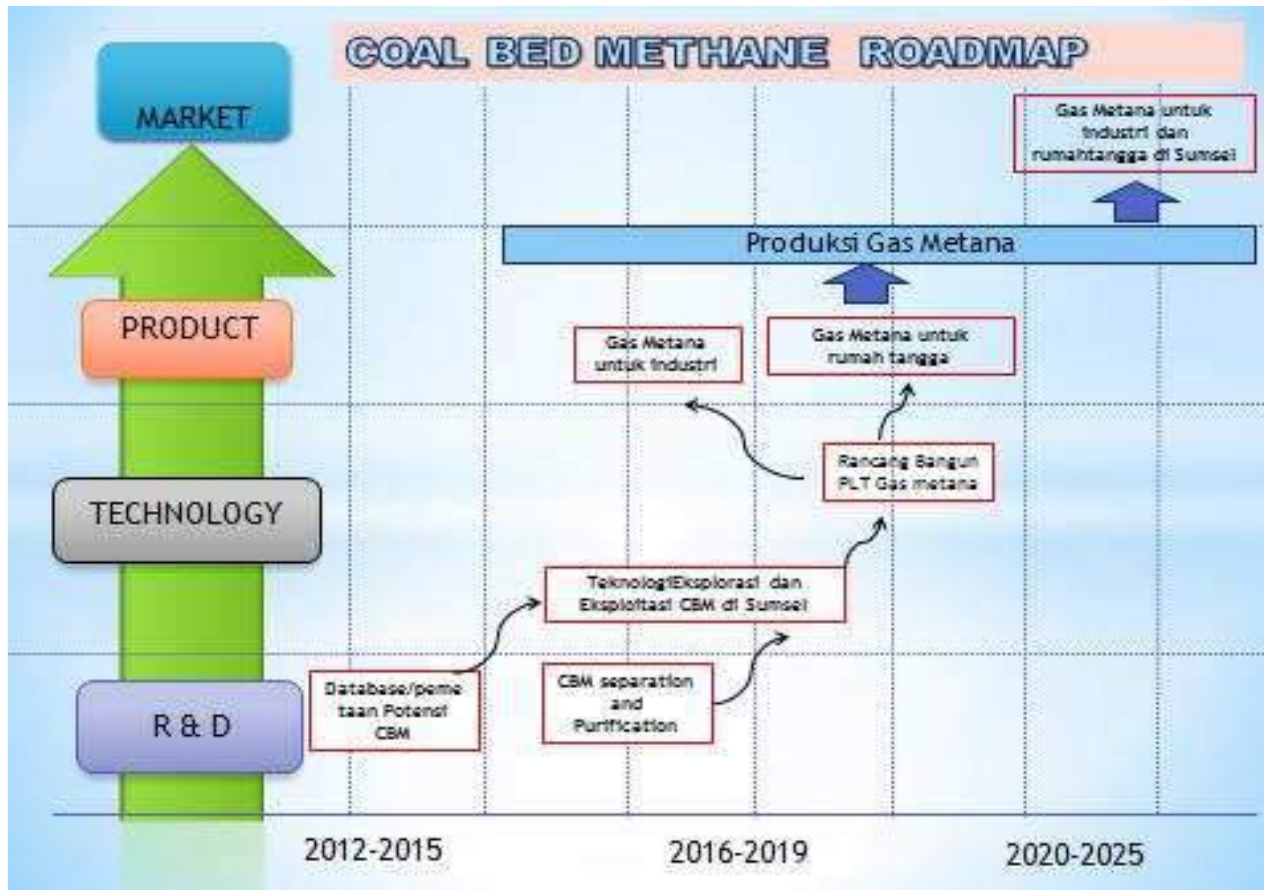 COAL BED METHANE ROADMAP
MARKET
Gas Metana untuk
industri dan
rumahtangga di Sumsel
Produksi Gas Metana
PRODUCT
Gas Metana
untuk industri
Gas Metana untuk
rumah tangga
TECHNOLOGY
Rancang Bangun
PLT Gas metana
TeknologiEksplorasi dan
Eksploitasi CBM di Sumsel
R & D
Database/peme
taan Potensi
CBM
CBM separation
and
Purification
2012-2015
2016-2019
2020-2025